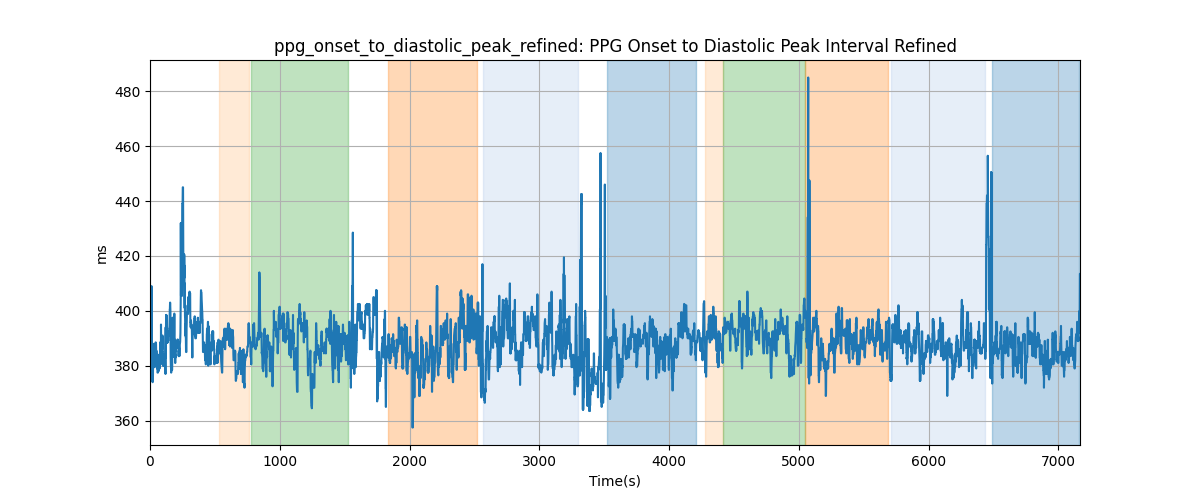 ppg_onset_to_diastolic_peak_refined: PPG Onset to Diastolic Peak Interval Refined
480
460
440
420
400
380
360
ms
0 1000 2000 3000 4000 5000 6000 7000
Time(s)